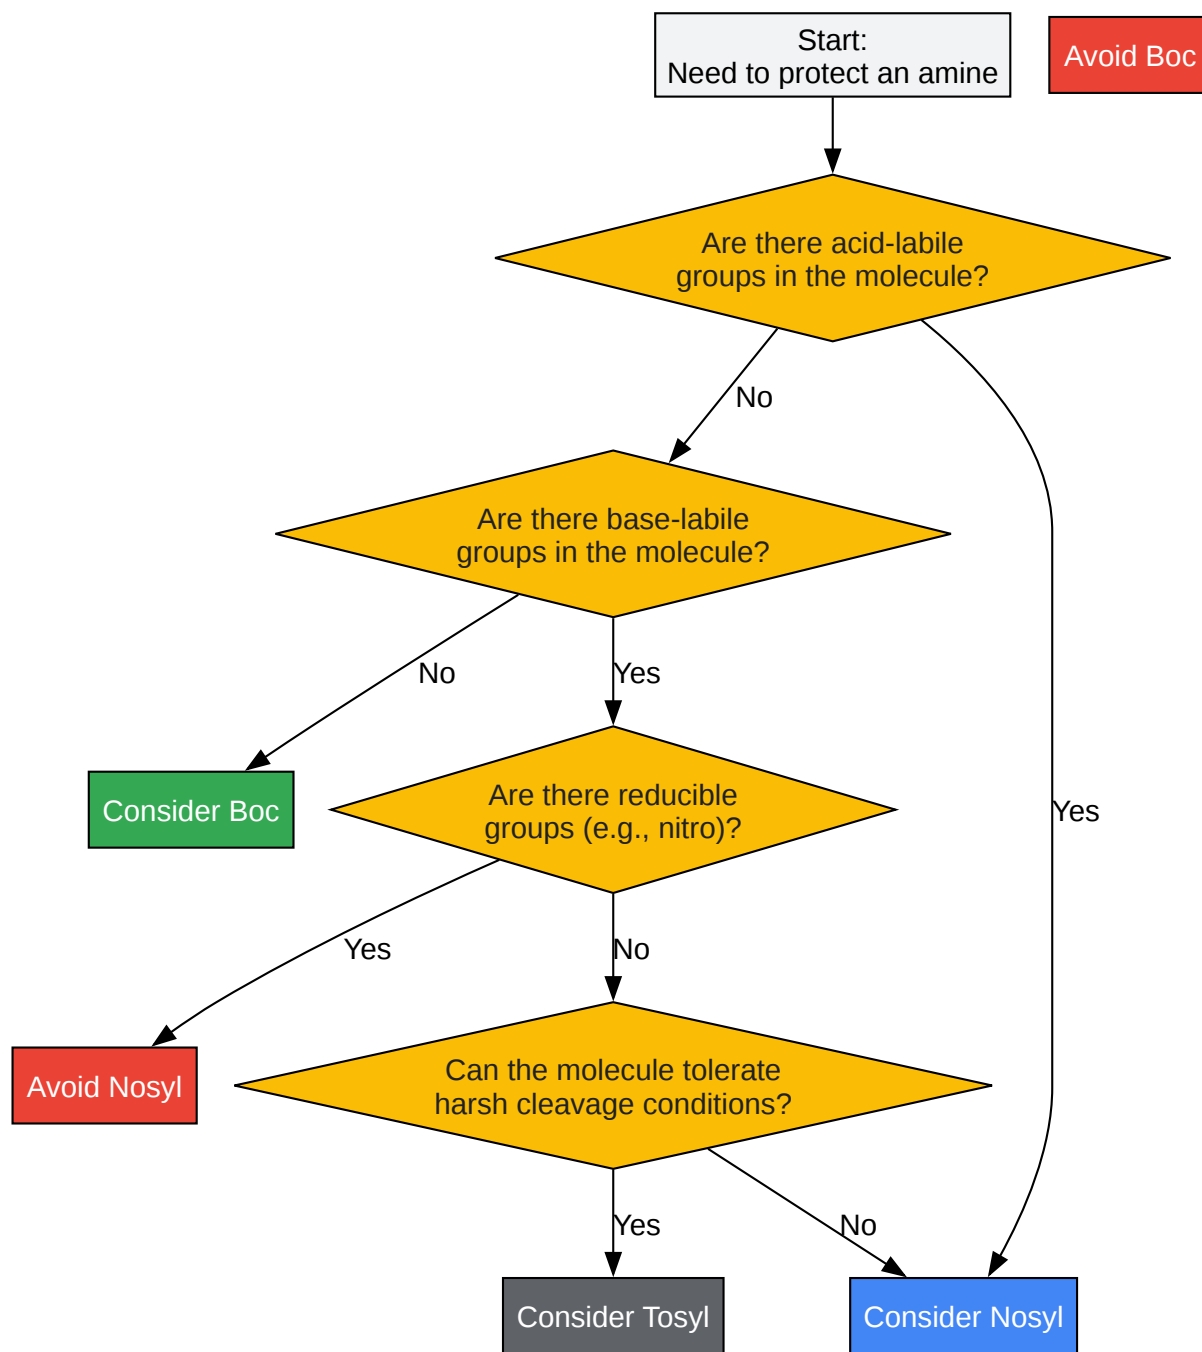 Start:
Need to protect an amine
Avoid Boc
Are there acid-labile
groups in the molecule?
No
Are there base-labile
groups in the molecule?
No
Yes
Are there reducible
groups (e.g., nitro)?
Consider Boc
Yes
Yes
No
Avoid Nosyl
Can the molecule tolerate
harsh cleavage conditions?
Yes
No
Consider Tosyl
Consider Nosyl